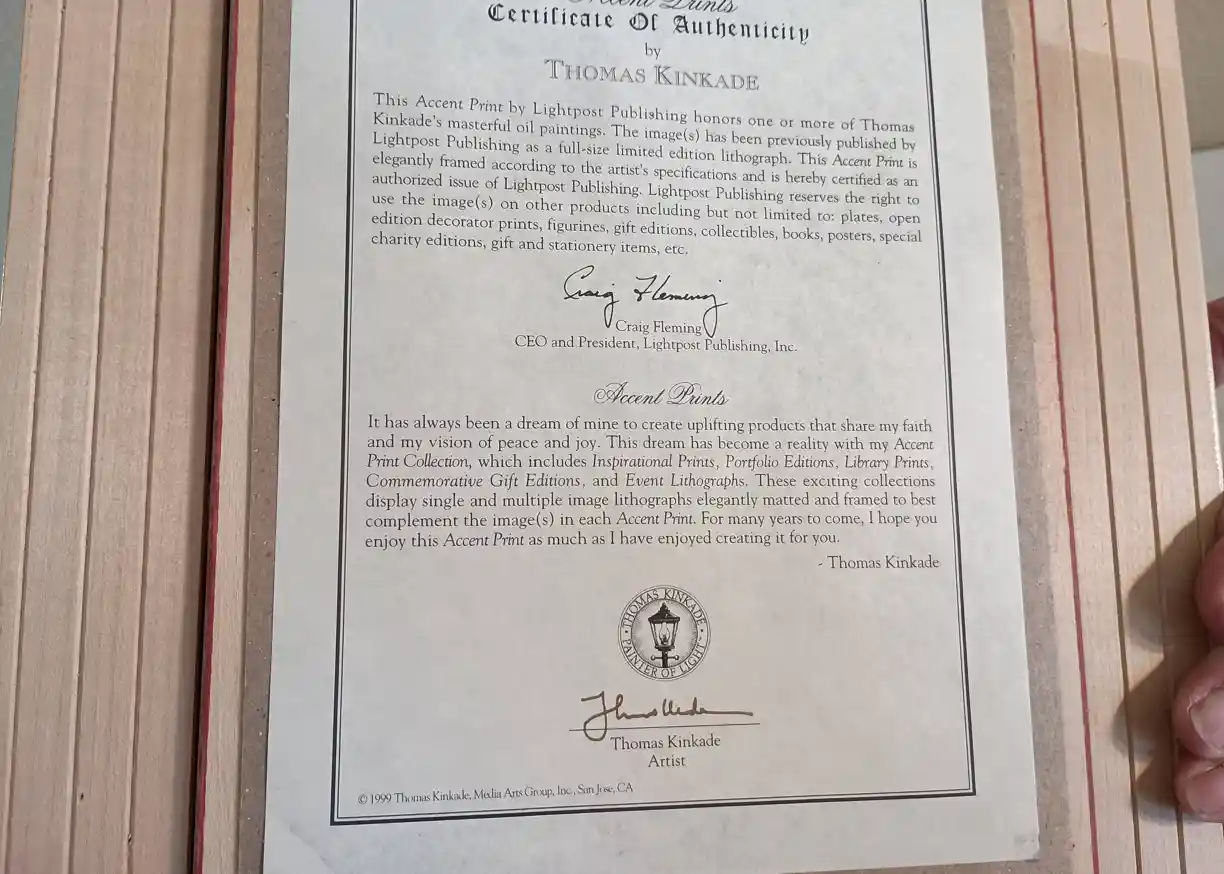 Accent Prints
Certificate Of Authenticity
by
THOMAS KINKADE
This Accent Print by Lightpost Publishing honors one or more of Thomas
Kinkade's masterful oil paintings. The image(s) has been previously published by
Lightpost Publishing as a full-size limited edition lithograph. This Accent Print is
elegantly framed according to the artist's specifications and is hereby certified as an
authorized issue of Lightpost Publishing. Lightpost Publishing reserves the right to
use the image(s) on other products including but not limited to: plates, open
edition decorator prints, figurines, gift editions, collectibles, books, posters, special
charity editions, gift and stationery items, etc.
Craig Fleming
Craig Fleming
CEO and President, Lightpost Publishing, Inc.
Accent Prints
It has always been a dream of mine to create uplifting products that share my faith
and my vision of peace and joy. This dream has become a reality with my Accent
Print Collection, which includes Inspirational Prints, Portfolio Editions, Library Prints,
Commemorative Gift Editions, and Event Lithographs. These exciting collections
display single and multiple image lithographs elegantly matted and framed to best
complement the image(s) in each Accent Print. For many years to come, I hope you
enjoy this Accent Print as much as I have enjoyed creating it for you.
- Thomas Kinkade
THOMAS KINKADE
PAINTER OF LIGHT
Thomas Kinkade
Artist
© 1999 Thomas Kinkade, Media Arts Group, Inc., San Jose, CA